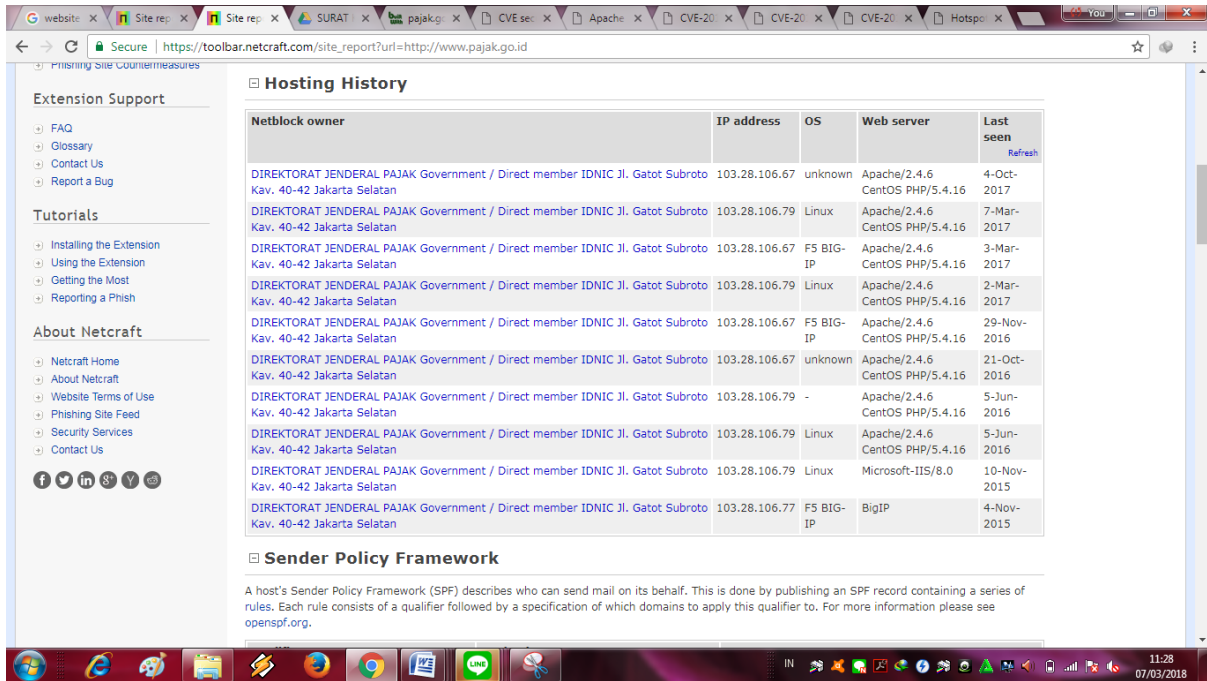 website
Site rep
Site rep
SURAT
pajak.g
CVE sec
Apache
CVE-20
CVE-20
CVE-20
Hotspo
You
Secure | https://toolbar.netcraft.com/site_report?url=http://www.pajak.go.id
Phishing Site Countermeasures
Extension Support
FAQ
Glossary
Contact Us
Report a Bug
Tutorials
Installing the Extension
Using the Extension
Getting the Most
Reporting a Phish
About Netcraft
Netcraft Home
About Netcraft
Website Terms of Use
Phishing Site Feed
Security Services
Contact Us
Hosting History
Netblock owner IP address OS Web server Last
seen
Refresh
DIREKTORAT JENDERAL PAJAK Government / Direct member IDNIC Jl. Gatot Subroto 103.28.106.67 unknown Apache/2.4.6 4-Oct-
Kav. 40-42 Jakarta Selatan CentOS PHP/5.4.16 2017
DIREKTORAT JENDERAL PAJAK Government / Direct member IDNIC Jl. Gatot Subroto 103.28.106.79 Linux Apache/2.4.6 7-Mar-
Kav. 40-42 Jakarta Selatan CentOS PHP/5.4.16 2017
DIREKTORAT JENDERAL PAJAK Government / Direct member IDNIC Jl. Gatot Subroto 103.28.106.67 F5 BIG- Apache/2.4.6 3-Mar-
Kav. 40-42 Jakarta Selatan IP CentOS PHP/5.4.16 2017
DIREKTORAT JENDERAL PAJAK Government / Direct member IDNIC Jl. Gatot Subroto 103.28.106.79 Linux Apache/2.4.6 2-Mar-
Kav. 40-42 Jakarta Selatan CentOS PHP/5.4.16 2017
DIREKTORAT JENDERAL PAJAK Government / Direct member IDNIC Jl. Gatot Subroto 103.28.106.67 F5 BIG- Apache/2.4.6 29-Nov-
Kav. 40-42 Jakarta Selatan IP CentOS PHP/5.4.16 2016
DIREKTORAT JENDERAL PAJAK Government / Direct member IDNIC Jl. Gatot Subroto 103.28.106.67 unknown Apache/2.4.6 21-Oct-
Kav. 40-42 Jakarta Selatan CentOS PHP/5.4.16 2016
DIREKTORAT JENDERAL PAJAK Government / Direct member IDNIC Jl. Gatot Subroto 103.28.106.79 - Apache/2.4.6 5-Jun-
Kav. 40-42 Jakarta Selatan CentOS PHP/5.4.16 2016
DIREKTORAT JENDERAL PAJAK Government / Direct member IDNIC Jl. Gatot Subroto 103.28.106.79 Linux Apache/2.4.6 5-Jun-
Kav. 40-42 Jakarta Selatan CentOS PHP/5.4.16 2016
DIREKTORAT JENDERAL PAJAK Government / Direct member IDNIC Jl. Gatot Subroto 103.28.106.79 Linux Microsoft-IIS/8.0 10-Nov-
Kav. 40-42 Jakarta Selatan 2015
DIREKTORAT JENDERAL PAJAK Government / Direct member IDNIC Jl. Gatot Subroto 103.28.106.77 F5 BIG- BigIP 4-Nov-
Kav. 40-42 Jakarta Selatan IP 2015
Sender Policy Framework
A host's Sender Policy Framework (SPF) describes who can send mail on its behalf. This is done by publishing an SPF record containing a series of
rules. Each rule consists of a qualifier followed by a specification of which domains to apply this qualifier to. For more information please see
openspf.org.
LINE
IN
11:28
07/03/2018